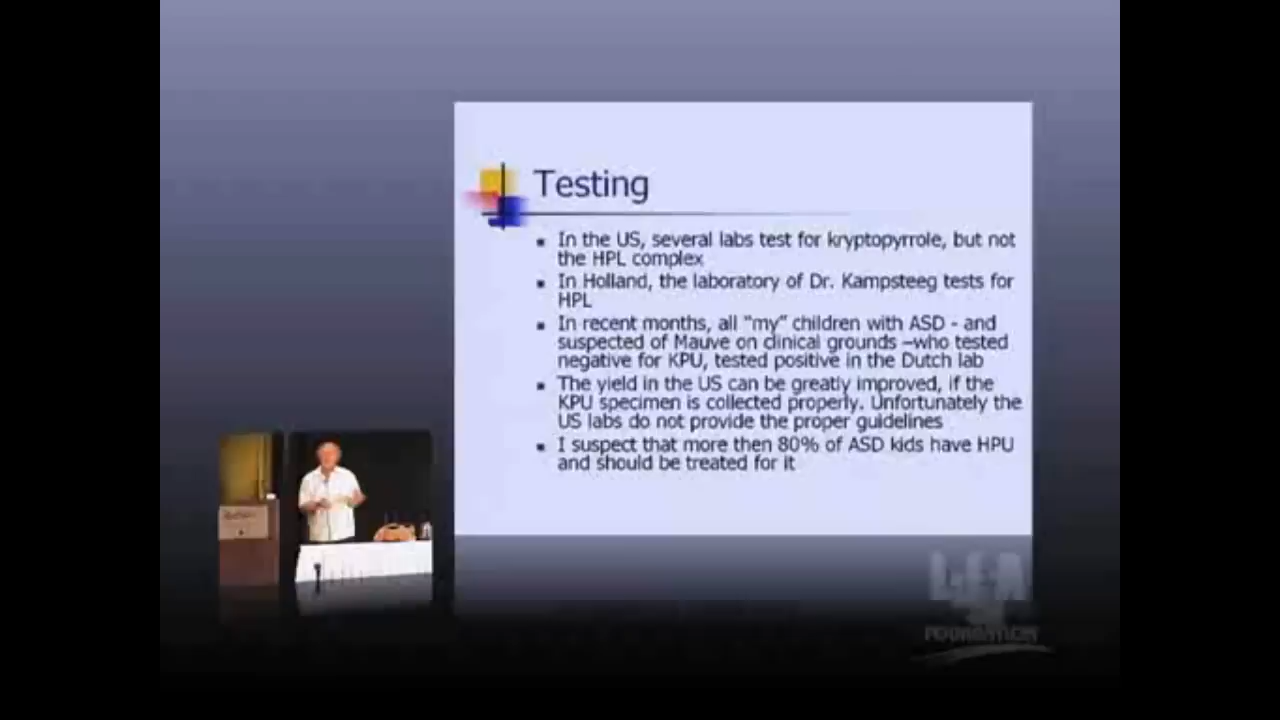 Testing
In the US, several labs test for kryptopyrrole, but not
the HPL complex
In Holland, the laboratory of Dr. Kampsteeg tests for
HPL
In recent months, all “my” children with ASD - and
suspected of Mauve on clinical grounds –who tested
negative for KPU, tested positive in the Dutch lab
The yield in the US can be greatly improved, if the
KPU specimen is collected properly. Unfortunately the
US labs do not provide the proper guidelines
I suspect that more then 80% of ASD kids have HPU
and should be treated for it
FOUNDATION